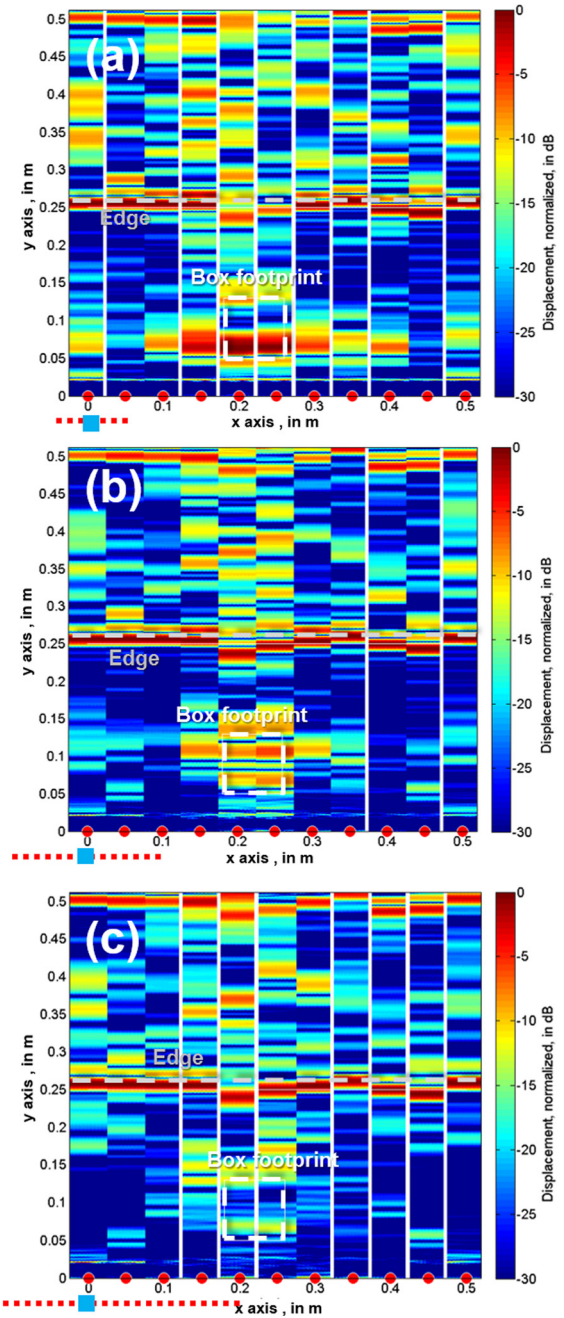 0.5
0.45
0.4
0.35
0.3
0.25
0.2
0.15
0.1
0.05
0
y axis , in m
(a)
Edge
Box footprint
0 0.1 0.2 0.3 0.4 0.5
x axis , in m
0
-5
-10
-15
-20
-25
-30
Displacement, normalized, in dB
0.5
0.45
0.4
0.35
0.3
0.25
0.2
0.15
0.1
0.05
0
y axis , in m
(b)
Edge
Box footprint
0 0.1 0.2 0.3 0.4 0.5
x axis , in m
0
-5
-10
-15
-20
-25
-30
Displacement, normalized, in dB
0.5
0.45
0.4
0.35
0.3
0.25
0.2
0.15
0.1
0.05
0
y axis , in m
(c)
Edge
Box footprint
0 0.1 0.2 0.3 0.4 0.5
x axis , in m
0
-5
-10
-15
-20
-25
-30
Displacement, normalized, in dB